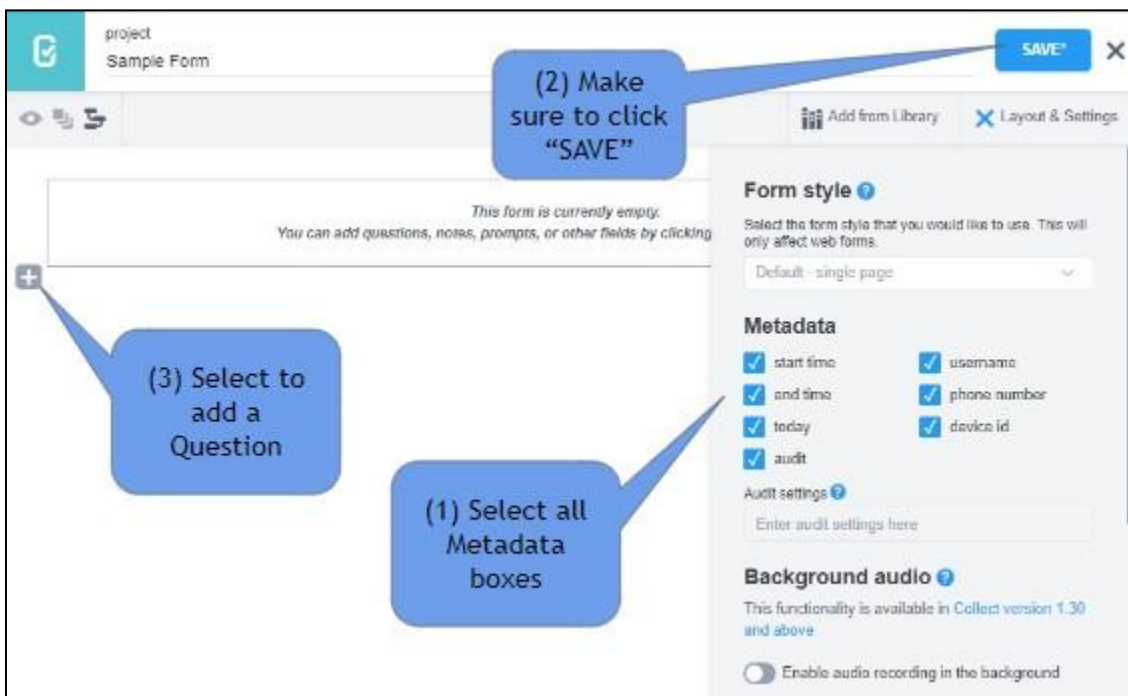 project
Sample Form
SAVE*
(2) Make
sure to click
“SAVE”
Add from Library
Layout & Settings
This form is currently empty.
You can add questions, notes, prompts, or other fields by clicking
(3) Select to
add a
Question
(1) Select all
Metadata
boxes
Form style
Select the form style that you would like to use. This will
only affect web forms.
Default - single page
Metadata
start time
username
end time
phone number
today
device id
audit
Audit settings
Enter audit settings here
Background audio
This functionality is available in Collect version 1.30
and above
Enable audio recording in the background